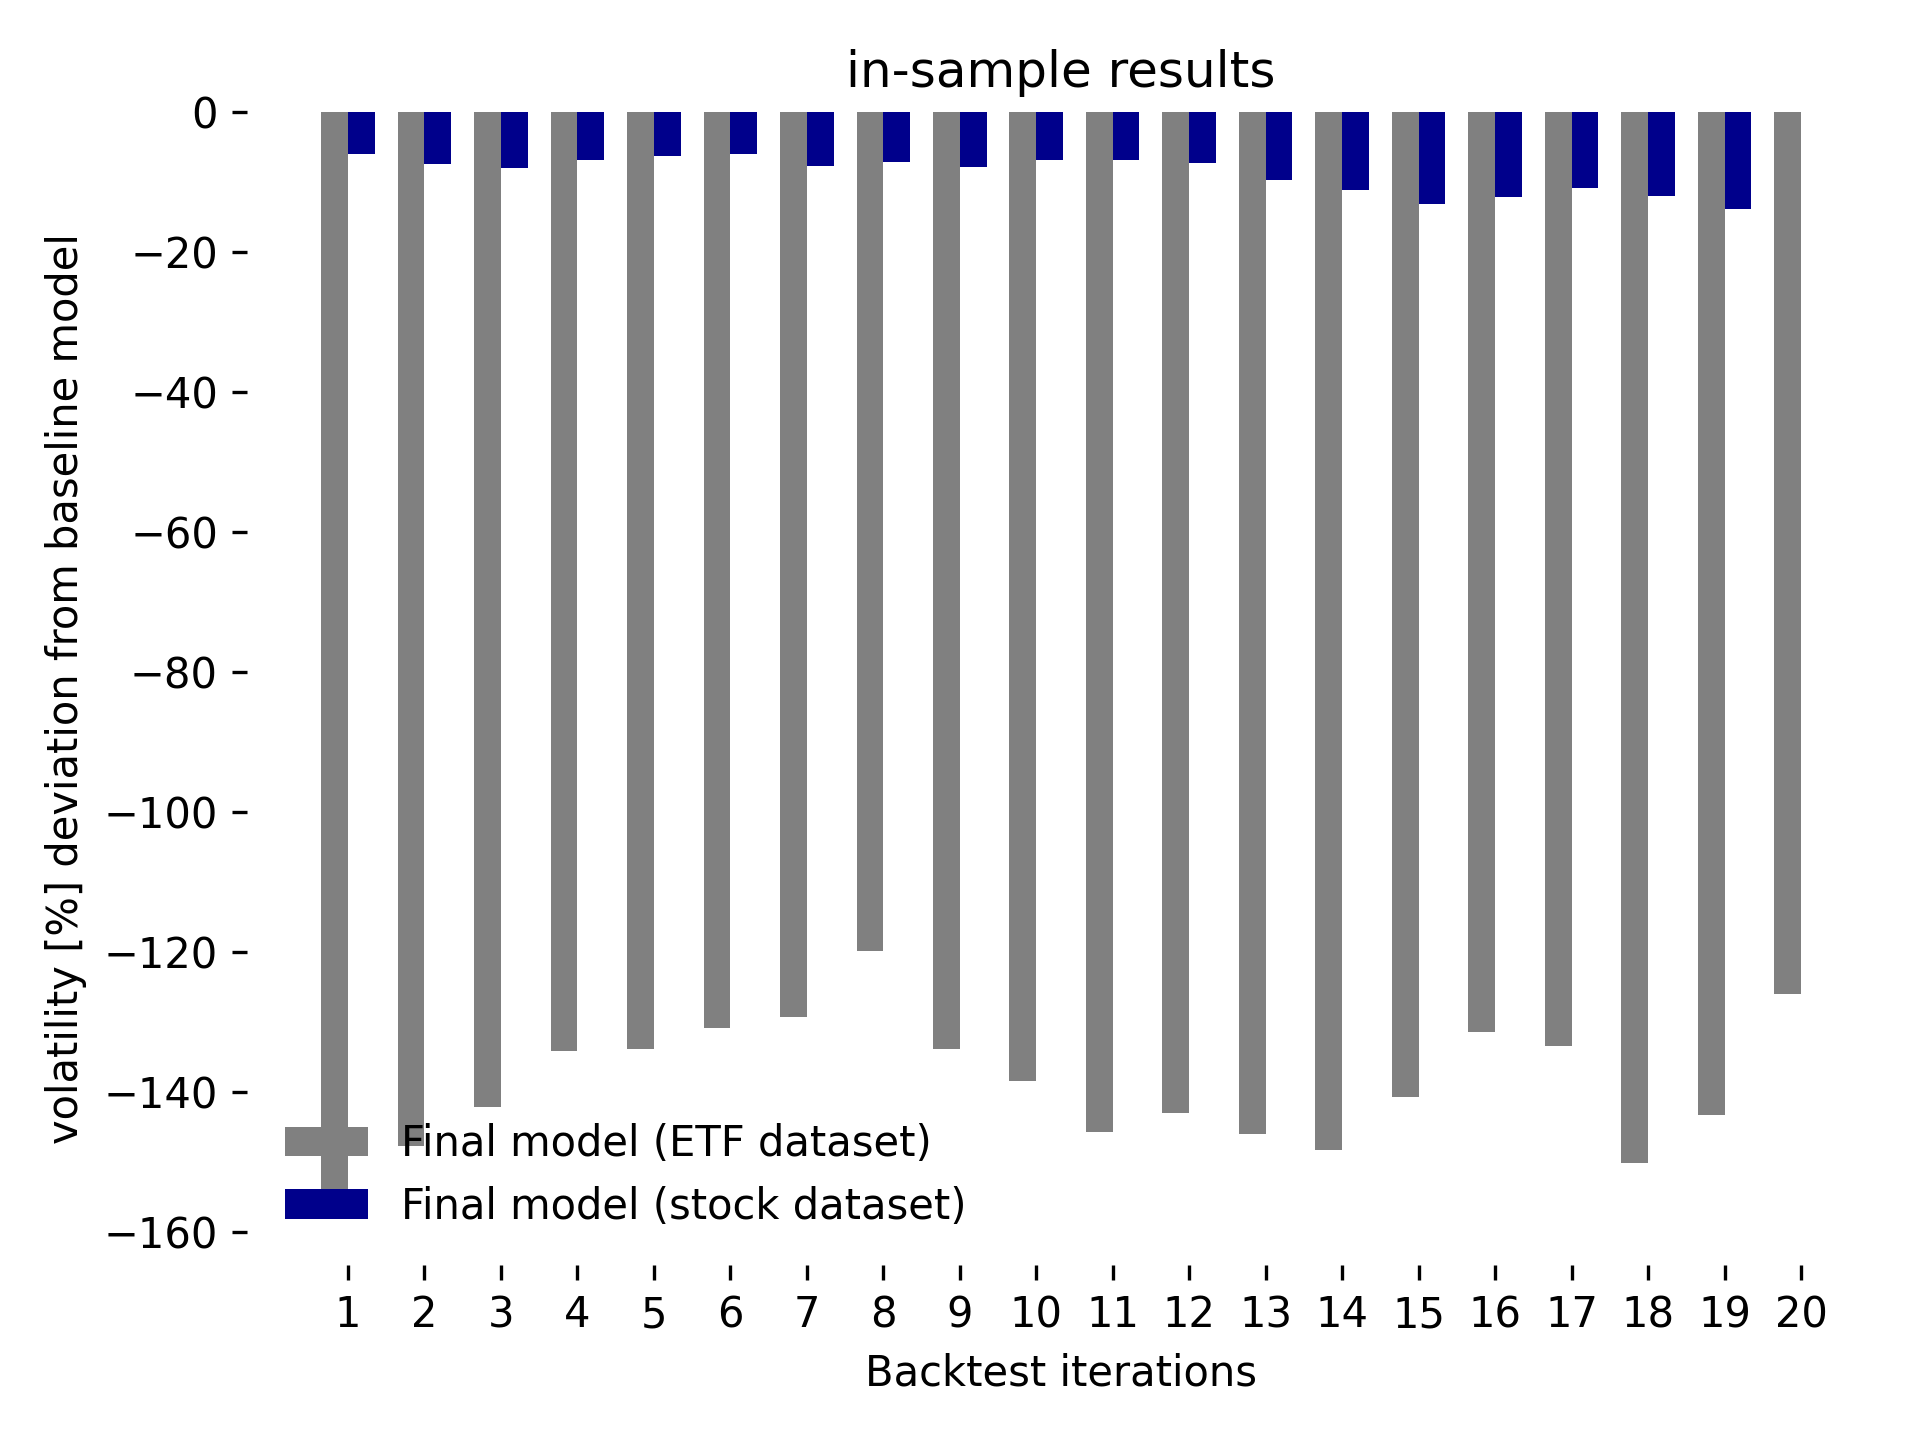 in-sample results
0
−20
−40
−60
−80
−100
−120
−140
−160
volatility [%] deviation from baseline model
Final model (ETF dataset)
Final model (stock dataset)
1 2 3 4 5 6 7 8 9 10 11 12 13 14 15 16 17 18 19 20
Backtest iterations